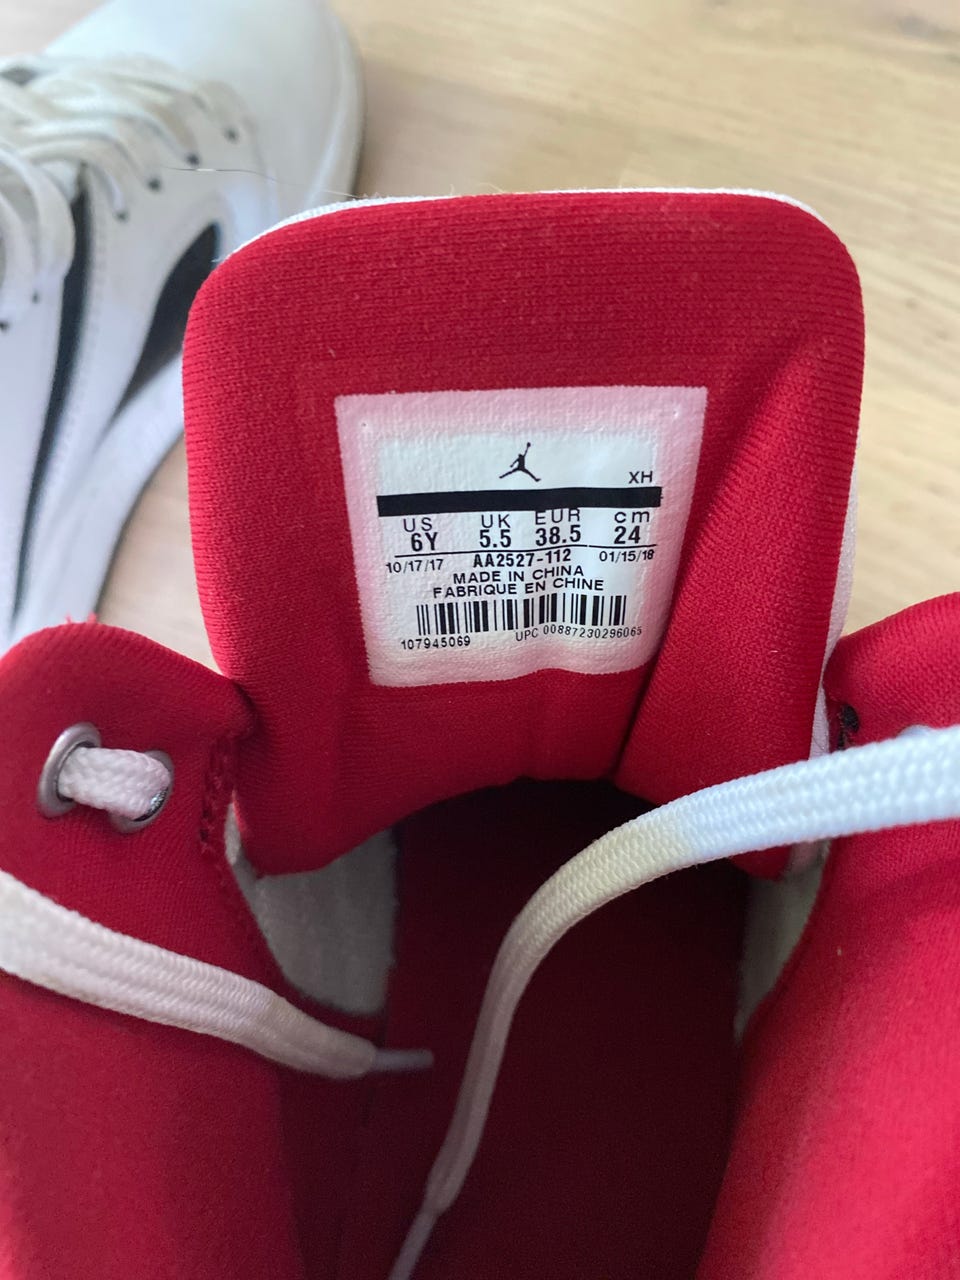 XH
US UK EUR cm
6Y 5.5 38.5 24
10/17/17 AA2527-112 01/15/18
MADE IN CHINA
FABRIQUE EN CHINE
107945069 UPC 00887230296065